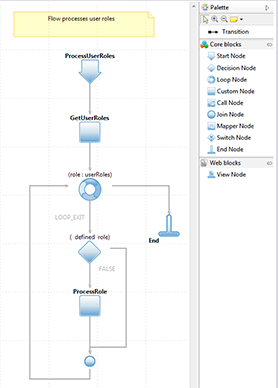 Flow processes user roles
ProcessUserRoles
GetUserRoles
(role : userRoles)
LOOP_EXIT
End
( defined role)
FALSE
ProcessRole
Palette
Transition
Core blocks
Start Node
Decision Node
Loop Node
Custom Node
Call Node
Join Node
Mapper Node
Switch Node
End Node
Web blocks
View Node